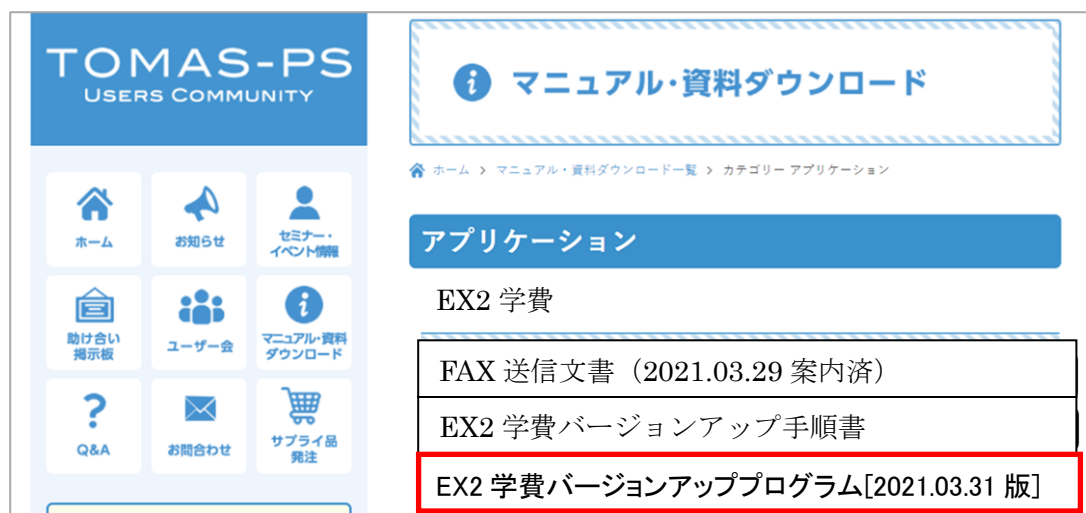 TOMAS-PS
USERS COMMUNITY
ホーム
お知らせ
セミナー・
イベント情報
助け合い
掲示板
ユーザー会
マニュアル・資料
ダウンロード
Q&A
お問合わせ
サプライ品
発注
マニュアル・資料ダウンロード
ホーム > マニュアル・資料ダウンロード一覧 > カテゴリー アプリケーション
アプリケーション
EX2 学費
FAX 送信文書（2021.03.29 案内済）
EX2 学費バージョンアップ手順書
EX2 学費バージョンアッププログラム[2021.03.31 版]